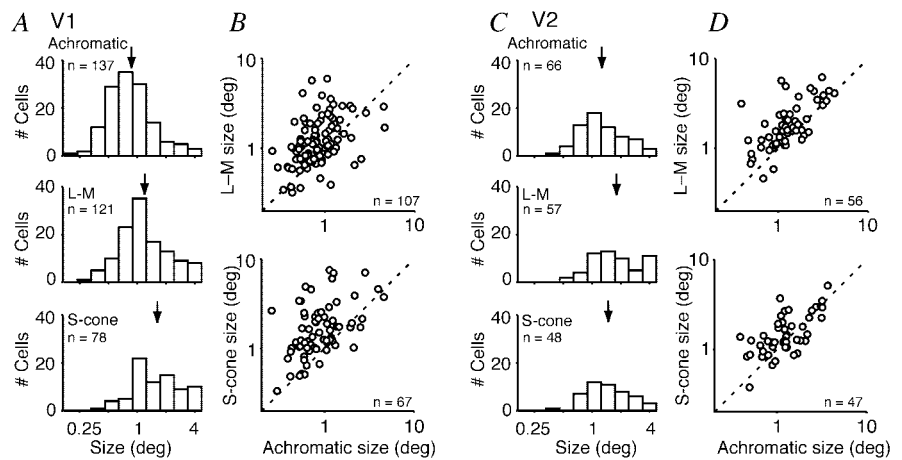 A V1
Achromatic
n = 137
40
20
0
# Cells
L-M
n = 121
40
20
0
# Cells
S-cone
n = 78
40
20
0
# Cells
0.25 1 4
Size (deg)
B
10
1
L–M size (deg)
n = 107
1 10
10
1
S-cone size (deg)
n = 67
1 10
Achromatic size (deg)
C V2
Achromatic
n = 66
40
20
0
# Cells
L-M
n = 57
40
20
0
# Cells
S-cone
n = 48
40
20
0
# Cells
0.25 1 4
Size (deg)
D
10
1
L–M size (deg)
n = 56
1 10
10
1
S-cone size (deg)
n = 47
1 10
Achromatic size (deg)